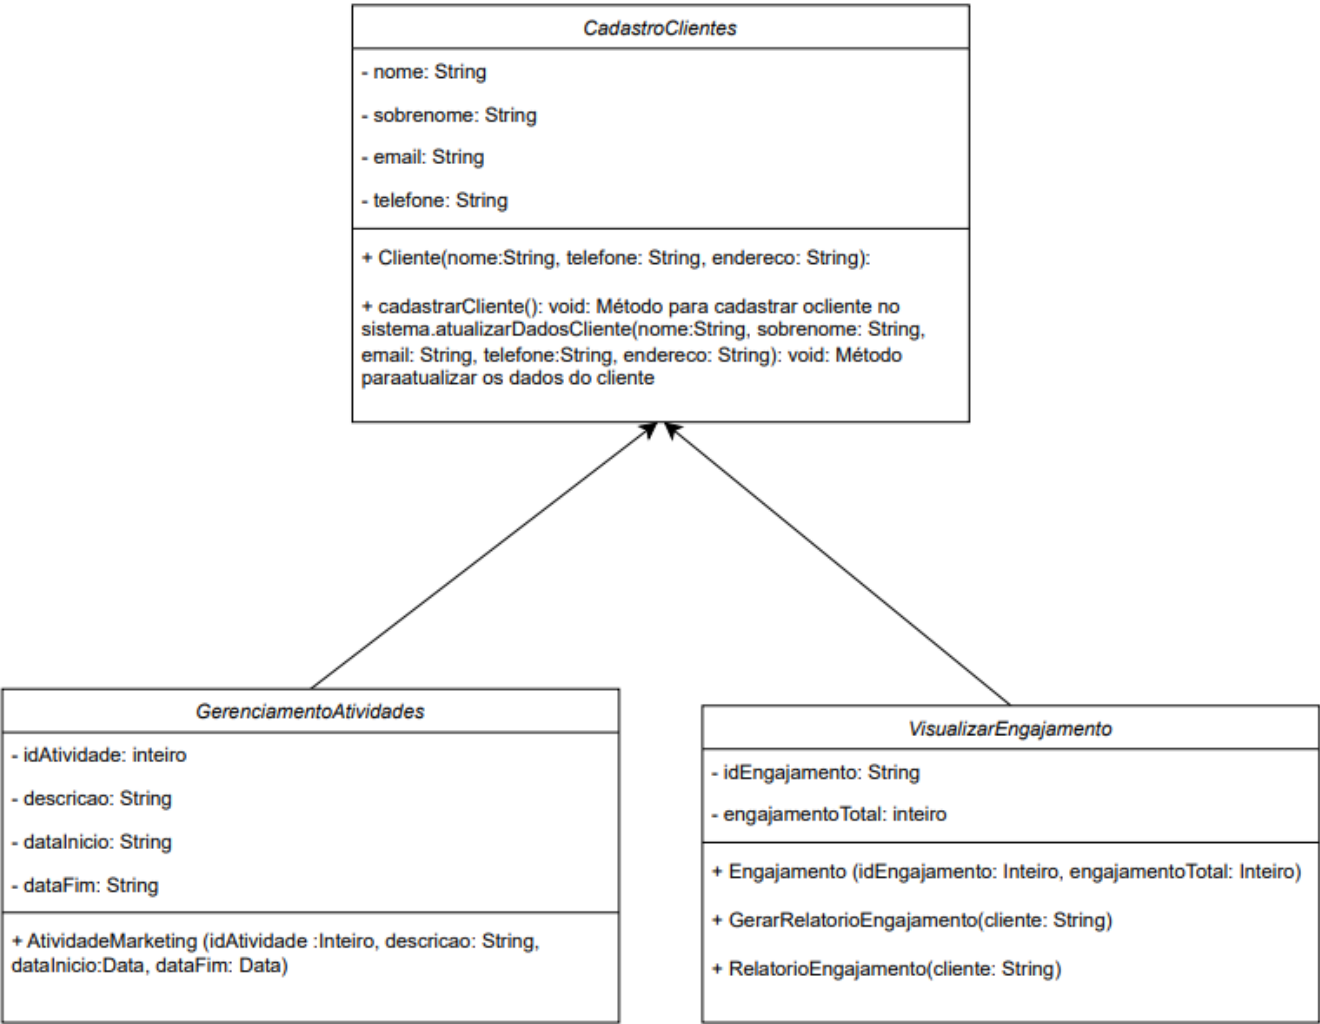 CadastroClientes
- nome: String
- sobrenome: String
- email: String
- telefone: String
+ Cliente(nome:String, telefone: String, endereco: String):
+ cadastrarCliente(): void: Método para cadastrar ocliente no
sistema.atualizarDadosCliente(nome:String, sobrenome: String,
email: String, telefone:String, endereco: String): void: Método
paraatualizar os dados do cliente
GerenciamentoAtividades
- idAtividade: inteiro
- descricao: String
- dataInicio: String
- dataFim: String
+ AtividadeMarketing (idAtividade :Inteiro, descricao: String,
dataInicio:Data, dataFim: Data)
VisualizarEngajamento
- idEngajamento: String
- engajamentoTotal: inteiro
+ Engajamento (idEngajamento: Inteiro, engajamentoTotal: Inteiro)
+ GerarRelatorioEngajamento(cliente: String)
+ RelatorioEngajamento(cliente: String)